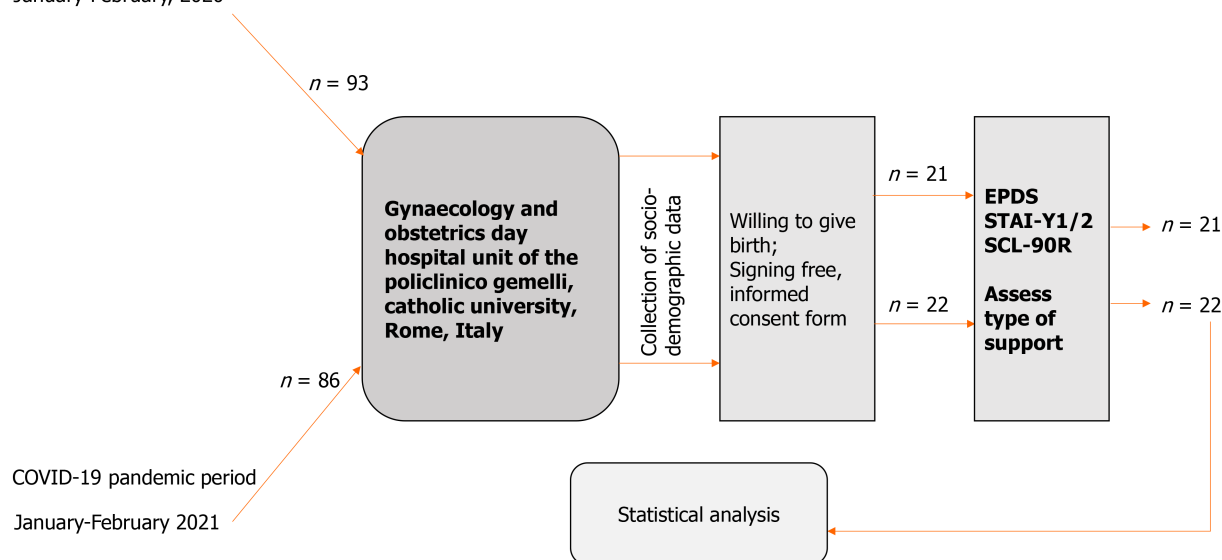 n = 93
Gynaecology and
obstetrics day
hospital unit of the
policlinico gemelli,
catholic university,
Rome, Italy
n = 86
COVID-19 pandemic period
January-February 2021
Collection of socio-
demographic data
Willing to give
birth;
Signing free,
informed
consent form
n = 21
n = 22
EPDS
STAI-Y1/2
SCL-90R
Assess
type of
support
n = 21
n = 22
Statistical analysis